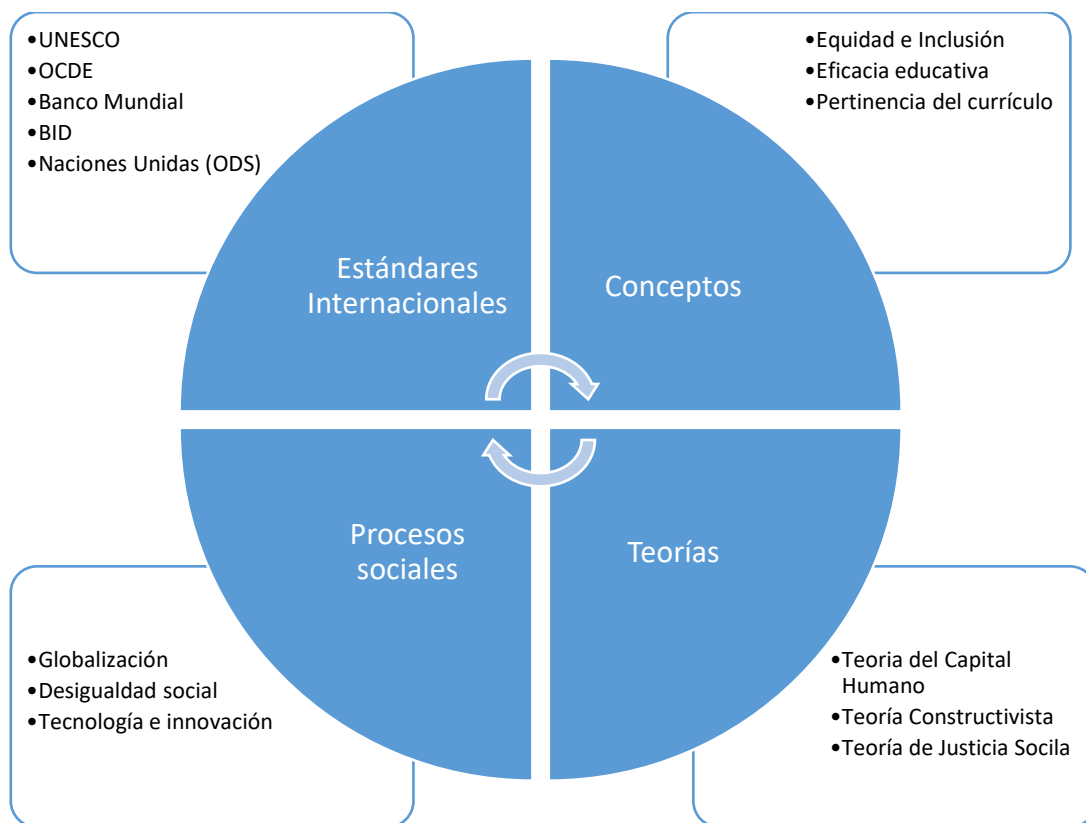 •UNESCO
•OCDE
•Banco Mundial
•BID
•Naciones Unidas (ODS)
•Equidad e Inclusión
•Eficacia educativa
•Pertinencia del currículo
Estándares
Internacionales
Conceptos
Procesos
sociales
Teorías
•Globalización
•Desigualdad social
•Tecnología e innovación
•Teoria del Capital
Humano
•Teoría Constructivista
•Teoría de Justicia Socila